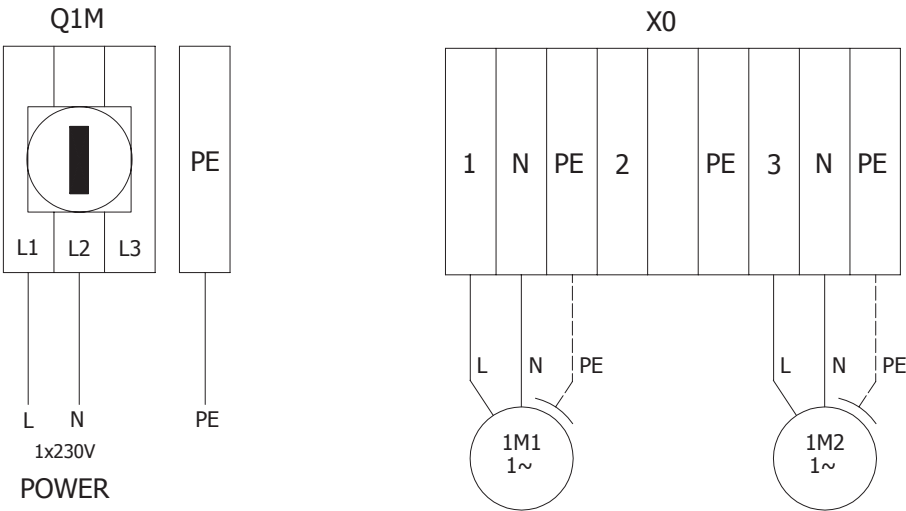 Q1M
X0
PE
1 N PE 2 PE 3 N PE
L1 L2 L3
L N PE
L N PE
L N PE
1x230V
POWER
1M1
1~
1M2
1~